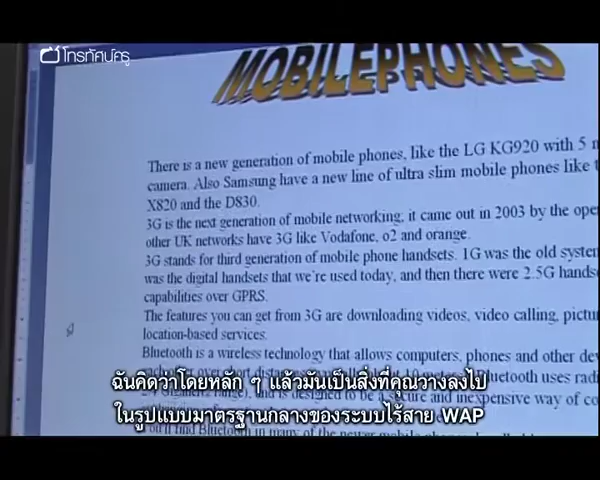 โทรทัศน์ครู
MOBILEPHONES
There is a new generation of mobile phones, like the LG KG920 with 5
camera. Also Samsung have a new line of ultra slim mobile phones like
X820 and the D830.
3G is the next generation of mobile networking, it came out in 2003 by the
other UK networks have 3G like Vodafone, o2 and orange.
3G stands for third generation of mobile phone handsets. 1G was the old
was the digital handsets that we're used today, and then there were 2.5G
capabilities over GPRS.
The features you can get from 3G are downloading videos, video calling,
location-based services.
Bluetooth is a wireless technology that allows computers, phones and other
ฉันคิดว่าโดยหลัก ๆ แล้วมันเป็นสิ่งที่คุณวางลงไป
ในรูปแบบมาตรฐานกลางของระบบไร้สาย WAP